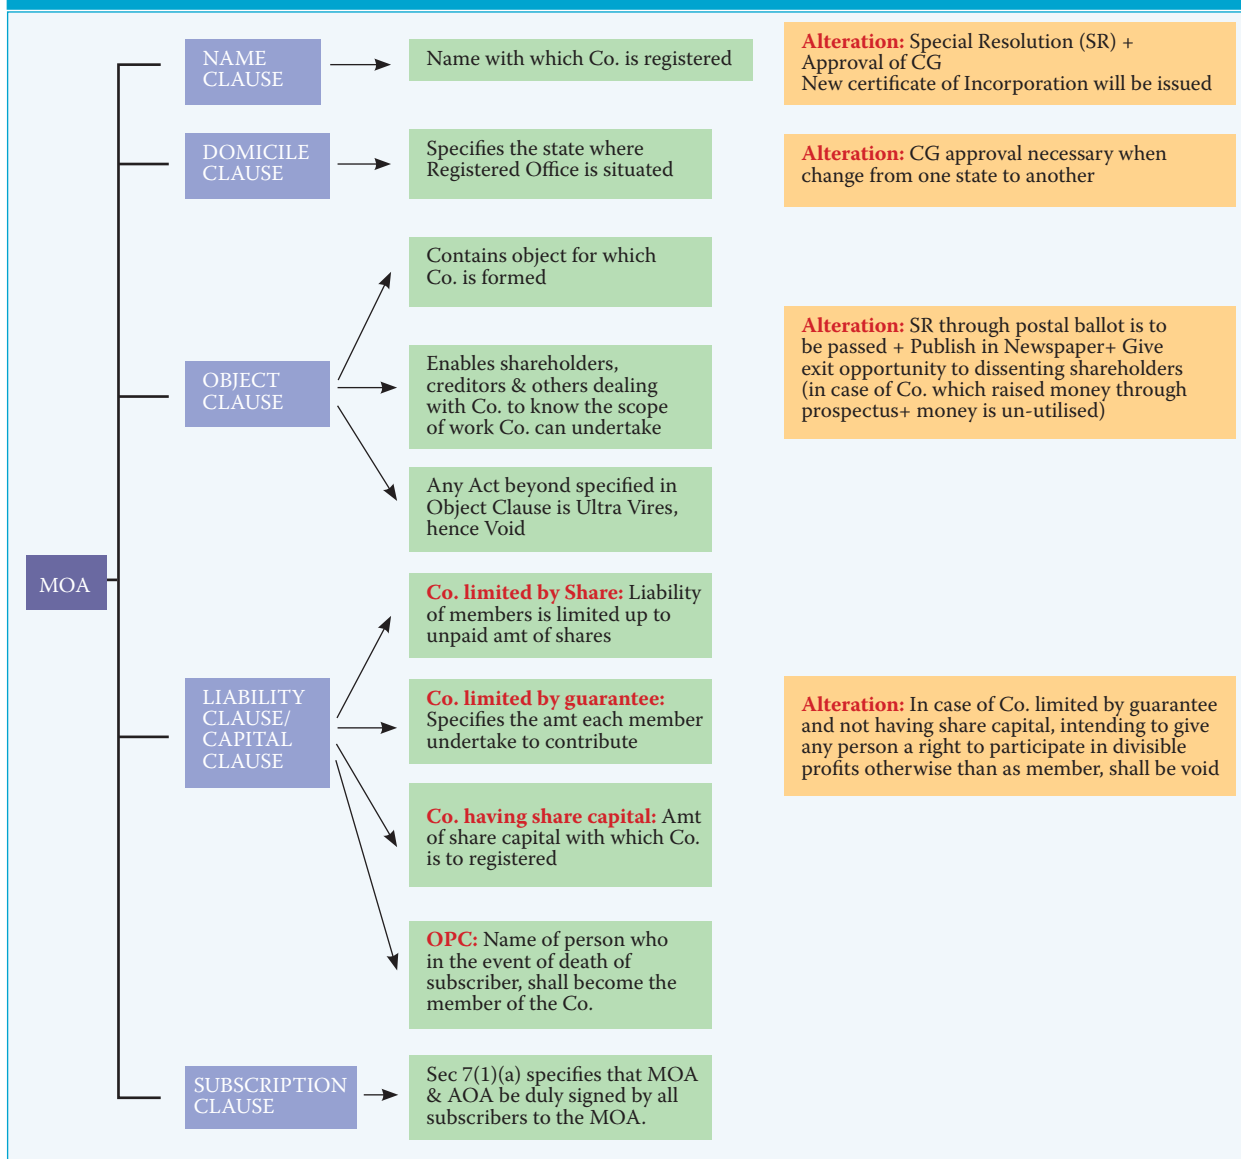 MOA
NAME
CLAUSE
Name with which Co. is registered
Alteration: Special Resolution (SR) +
Approval of CG
New certificate of Incorporation will be issued
DOMICILE
CLAUSE
Specifies the state where
Registered Office is situated
Alteration: CG approval necessary when
change from one state to another
OBJECT
CLAUSE
Contains object for which
Co. is formed
Enables shareholders,
creditors & others dealing
with Co. to know the scope
of work Co. can undertake
Any Act beyond specified in
Object Clause is Ultra Vires,
hence Void
Alteration: SR through postal ballot is to
be passed + Publish in Newspaper+ Give
exit opportunity to dissenting shareholders
(in case of Co. which raised money through
prospectus+ money is un-utilised)
LIABILITY
CLAUSE/
CAPITAL
CLAUSE
Co. limited by Share: Liability
of members is limited up to
unpaid amt of shares
Co. limited by guarantee:
Specifies the amt each member
undertake to contribute
Co. having share capital: Amt
of share capital with which Co.
is to registered
OPC: Name of person who
in the event of death of
subscriber, shall become the
member of the Co.
Alteration: In case of Co. limited by guarantee
and not having share capital, intending to give
any person a right to participate in divisible
profits otherwise than as member, shall be void
SUBSCRIPTION
CLAUSE
Sec 7(1)(a) specifies that MOA
& AOA be duly signed by all
subscribers to the MOA.